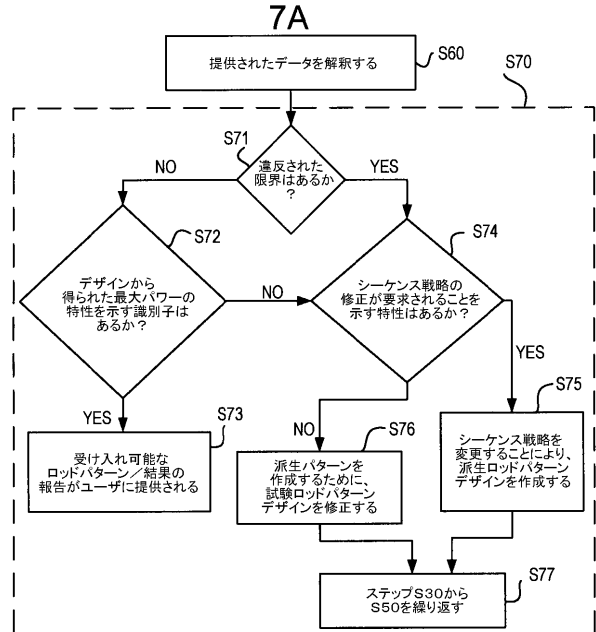 7A
提供されたデータを解釈する
S60
S70
S71
違反された
限界はあるか
?
NO
YES
S72
デザインから
得られた最大パワーの
特性を示す識別子は
あるか?
NO
S74
シーケンス戦略の
修正が要求されることを
示す特性はあるか?
YES
S73
受け入れ可能な
ロッドパターン/結果の
報告がユーザに提供される
NO
S76
派生パターンを
作成するために、
試験ロッドパターン
デザインを修正する
YES
S75
シーケンス戦略を
変更することにより、
派生ロッドパターン
デザインを作成する
S77
ステップS30から
S50を繰り返す